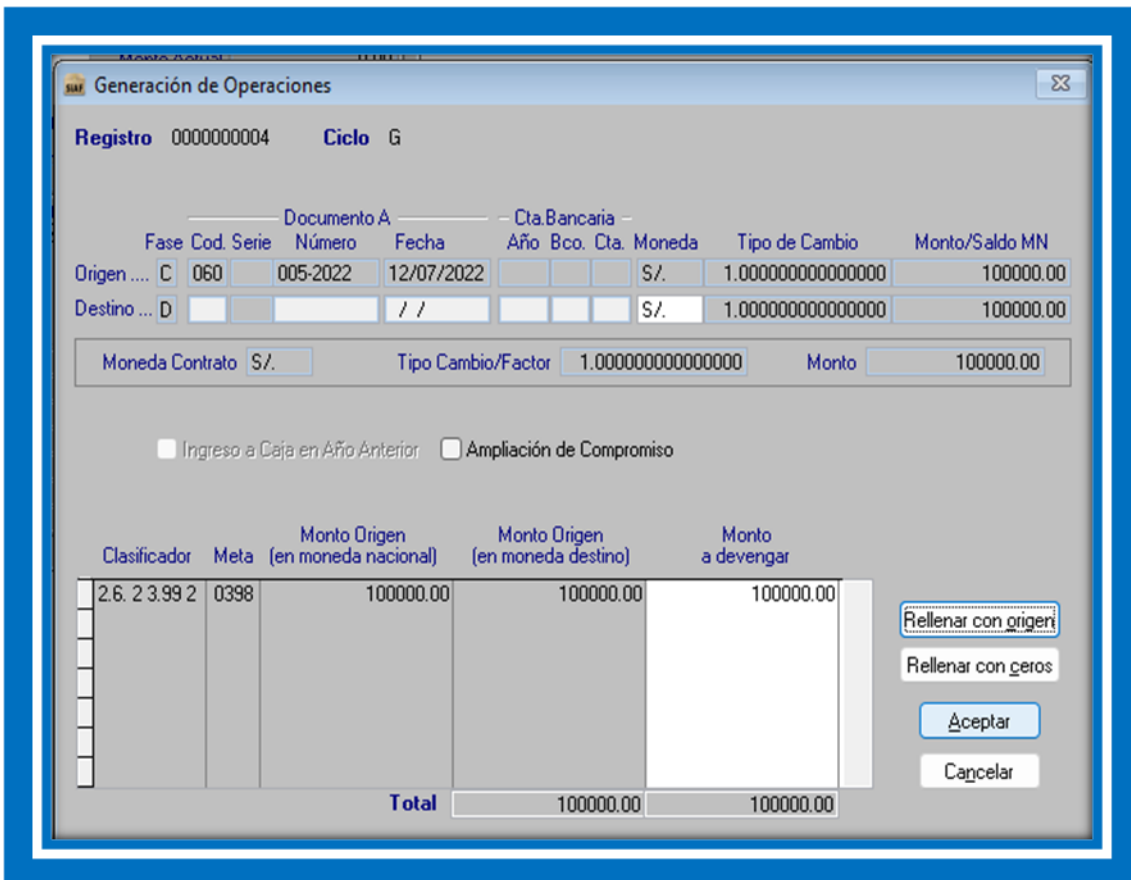 Monto Actual 0.00
SIAF Generación de Operaciones
Registro 0000000004 Ciclo G
Documento A Cta.Bancaria
Fase Cod. Serie Número Fecha Año Bco. Cta. Moneda Tipo de Cambio Monto/Saldo MN
Origen .... C 060 005-2022 12/07/2022 S/. 1.000000000000000 100000.00
Destino ... D / / S/. 1.000000000000000 100000.00
Moneda Contrato S/. Tipo Cambio/Factor 1.000000000000000 Monto 100000.00
Ingreso a Caja en Año Anterior Ampliación de Compromiso
Monto Origen Monto Origen Monto
Clasificador Meta (en moneda nacional) (en moneda destino) a devengar
2.6. 2 3.99 2 0398 100000.00 100000.00 100000.00
Rellenar con origen
Rellenar con ceros
Aceptar
Cancelar
Total 100000.00 100000.00